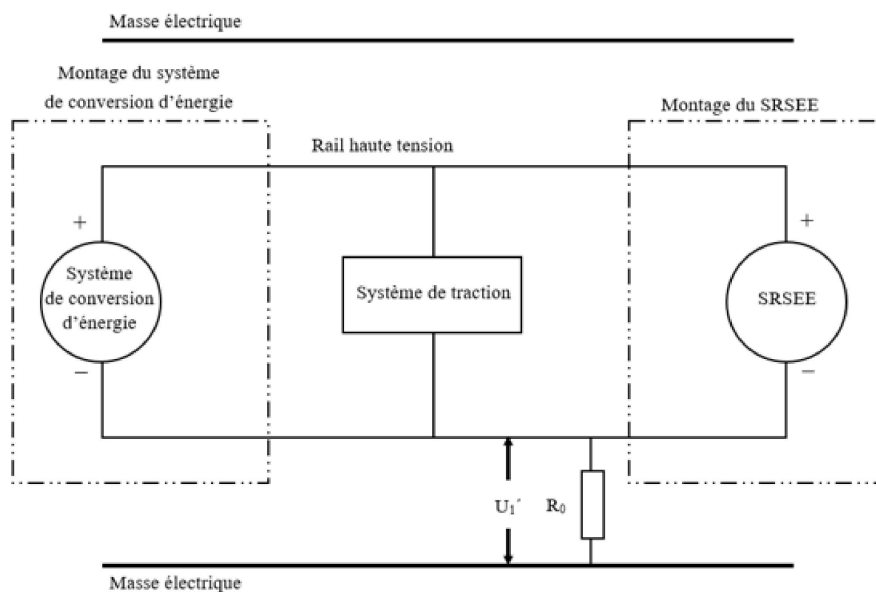 Masse électrique
Montage du système
de conversion d'énergie
Montage du SRSEE
Rail haute tension
+
+
Système
de conversion
d'énergie
Système de traction
SRSEE
−
−
U₁´
R₀
Masse électrique